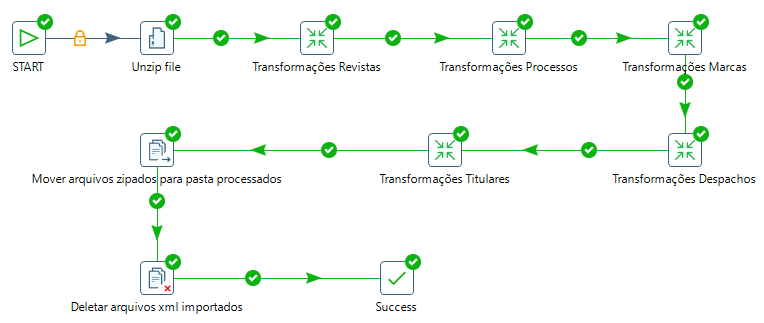 START
Unzip file
Transformações Revistas
Transformações Processos
Transformações Marcas
Mover arquivos zipados para pasta processados
Transformações Titulares
Transformações Despachos
Deletar arquivos xml importados
Success